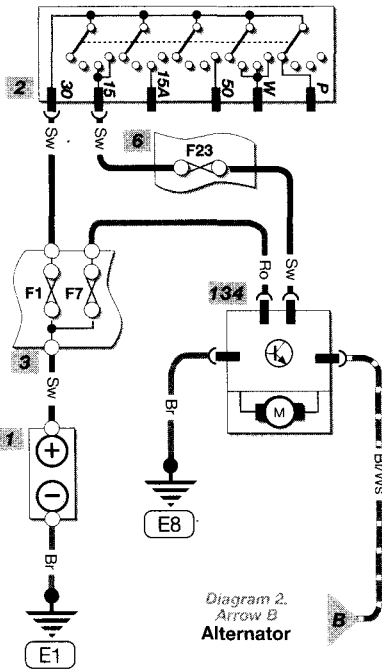 2
30
15
15A
50
W
P
Sw
Sw
6
F23
F1
F7
Ro
Sw
134
3
Sw
Br
M
Br/Ws
1
+
−
E8
Br
Diagram 2.
Arrow B
Alternator
B
E1